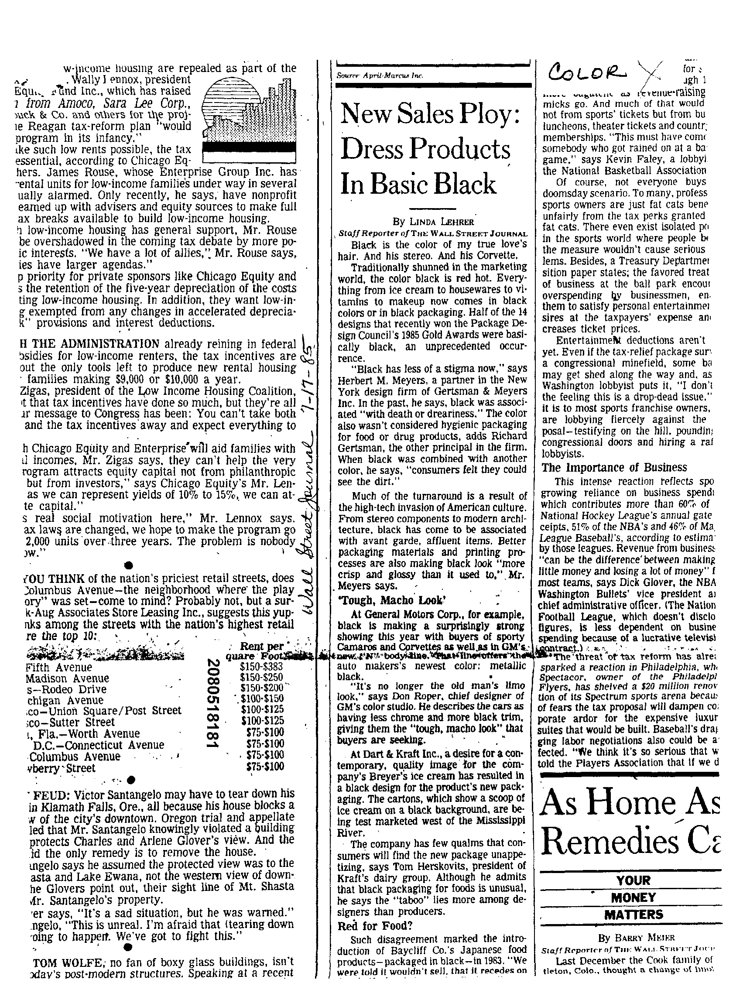 w-income housing are repealed as part of the
Wally Lennox, president
Fund Inc., which has raised
from Amoco, Sara Lee Corp.,
& Co. and others for the proj-
Reagan tax-reform plan "would
program in its infancy."
ke such low rents possible, the tax
essential, according to Chicago Eq-
hers. James Rouse, whose Enterprise Group Inc. has
rental units for low-income families under way in several
ually alarmed. Only recently, he says, have nonprofit
earned up with advisers and equity sources to make full
ax breaks available to build low-income housing.
h low-income housing has general support, Mr. Rouse
be overshadowed in the coming tax debate by more po-
ic interests. "We have a lot of allies," Mr. Rouse says,
ies have larger agendas."
p priority for private sponsors like Chicago Equity and
s the retention of the five-year depreciation of the costs
ting low-income housing. In addition, they want low-in-
g exempted from any changes in accelerated deprecia-
k" provisions and interest deductions.
H THE ADMINISTRATION already reining in federal
bsidies for low-income renters, the tax incentives are
out the only tools left to produce new rental housing
families making $9,000 or $10,000 a year.
Zigas, president of the Low Income Housing Coalition,
t that tax incentives have done so much, but they're all
ur message to Congress has been: You can't take both
and the tax incentives away and expect everything to
h Chicago Equity and Enterprise will aid families with
d incomes, Mr. Zigas says, they can't help the very
rogram attracts equity capital not from philanthropic
but from investors," says Chicago Equity's Mr. Len-
as we can represent yields of 10% to 15%, we can at-
te capital."
s real social motivation here," Mr. Lennox says.
ax laws are changed, we hope to make the program go
2,000 units over three years. The problem is nobody
ow."
YOU THINK of the nation's priciest retail streets, does
Columbus Avenue—the neighborhood where the play
ory" was set—come to mind? Probably not, but a sur-
k-Aug Associates Store Leasing Inc., suggests this yup-
nks among the streets with the nation's highest retail
re the top 10:
Rent per
quare Foot
Fifth Avenue $150-$383
Madison Avenue $150-$250
s—Rodeo Drive $150-$200
chigan Avenue $100-$150
co—Union Square/Post Street $100-$125
sco—Sutter Street $100-$125
, Fla.—Worth Avenue $75-$100
D.C.—Connecticut Avenue $75-$100
Columbus Avenue $75-$100
wberry Street $75-$100
2080518181
FEUD: Victor Santangelo may have to tear down his
in Klamath Falls, Ore., all because his house blocks a
w of the city's downtown. Oregon trial and appellate
led that Mr. Santangelo knowingly violated a building
protects Charles and Arlene Glover's view. And the
id the only remedy is to remove the house.
angelo says he assumed the protected view was to the
asta and Lake Ewana, not the western view of down-
he Glovers point out, their sight line of Mt. Shasta
Mr. Santangelo's property.
er says, "It's a sad situation, but he was warned."
ngelo, "This is unreal. I'm afraid that (tearing down
oing to happen. We've got to fight this."
TOM WOLFE, no fan of boxy glass buildings, isn't
oday's post-modern structures. Speaking at a recent
Wall Street Journal 7-17-85
Source: April-Marcus Inc.
New Sales Ploy:
Dress Products
In Basic Black
By LINDA LEHRER
Staff Reporter of THE WALL STREET JOURNAL
Black is the color of my true love's
hair. And his stereo. And his Corvette.
Traditionally shunned in the marketing
world, the color black is red hot. Every-
thing from ice cream to housewares to vi-
tamins to makeup now comes in black
colors or in black packaging. Half of the 14
designs that recently won the Package De-
sign Council's 1985 Gold Awards were basi-
cally black, an unprecedented occur-
rence.
"Black has less of a stigma now," says
Herbert M. Meyers, a partner in the New
York design firm of Gertsman & Meyers
Inc. In the past, he says, black was associ-
ated "with death or dreariness." The color
also wasn't considered hygienic packaging
for food or drug products, adds Richard
Gertsman, the other principal in the firm.
When black was combined with another
color, he says, "consumers felt they could
see the dirt."
Much of the turnaround is a result of
the high-tech invasion of American culture.
From stereo components to modern archi-
tecture, black has come to be associated
with avant garde, affluent items. Better
packaging materials and printing pro-
cesses are also making black look "more
crisp and glossy than it used to," Mr.
Meyers says.
'Tough, Macho Look'
At General Motors Corp., for example,
black is making a surprisingly strong
showing this year with buyers of sporty
Camaros and Corvettes as well as in GM's
auto makers's newest color: metallic
black.
"It's no longer the old man's limo
look," says Don Roper, chief designer of
GM's color studio. He describes the cars as
having less chrome and more black trim,
giving them the "tough, macho look" that
buyers are seeking.
At Dart & Kraft Inc., a desire for a con-
temporary, quality image for the com-
pany's Breyer's ice cream has resulted in
a black design for the product's new pack-
aging. The cartons, which show a scoop of
ice cream on a black background, are be-
ing test marketed west of the Mississippi
River.
The company has few qualms that con-
sumers will find the new package unappe-
tizing, says Tom Herskovits, president of
Kraft's dairy group. Although he admits
that black packaging for foods is unusual,
he says the "taboo" lies more among de-
signers than producers.
Red for Food?
Such disagreement marked the intro-
duction of Baycliff Co.'s Japanese food
products—packaged in black—in 1983. "We
were told it wouldn't sell, that it recedes on
COLOR X
for
ugh
as revenue-raising
micks go. And much of that would
not from sports' tickets but from bu
luncheons, theater tickets and country
memberships. "This must have come
somebody who got rained on at a ba
game," says Kevin Faley, a lobbyi
the National Basketball Association
Of course, not everyone buys
doomsday scenario. To many, profess
sports owners are just fat cats bene
unfairly from the tax perks granted
fat cats. There even exist isolated po
in the sports world where people be
the measure wouldn't cause serious
lems. Besides, a Treasury Departmen
sition paper states; the favored treat
of business at the ball park encour
overspending by businessmen, en
them to satisfy personal entertainmen
sires at the taxpayers' expense an
creases ticket prices.
Entertainment deductions aren't
yet. Even if the tax-relief package surv
a congressional minefield, some ba
may get shed along the way and, as
Washington lobbyist puts it, "I don't
the feeling this is a drop-dead issue."
it is to most sports franchise owners,
are lobbying fiercely against the
posal—testifying on the hill, pounding
congressional doors and hiring a raf
lobbyists.
The Importance of Business
This intense reaction reflects spo
growing reliance on business spendi
which contributes more than 60% of
National Hockey League's annual gate
ceipts, 51% of the NBA's and 46% of Ma
League Baseball's, according to estima
by those leagues. Revenue from business
"can be the difference between making
little money and losing a lot of money" f
most teams, says Dick Glover, the NBA
Washington Bullets' vice president a
chief administrative officer. (The Nation
Football League, which doesn't disclo
figures, is less dependent on busine
spending because of a lucrative televisi
contract.)
The threat of tax reform has alre
sparked a reaction in Philadelphia, wh
Spectacor, owner of the Philadelp
Flyers, has shelved a $20 million renov
tion of its Spectrum sports arena becau
of fears the tax proposal will dampen co
porate ardor for the expensive luxur
suites that would be built. Baseball's drag
ging labor negotiations also could be a
fected. "We think it's so serious that w
told the Players Association that if we d
As Home As
Remedies Ca
YOUR
MONEY
MATTERS
By BARRY MEIER
Staff Reporter of THE WALL STREET JOUR
Last December the Cook family of
tleton, Colo., thought a change of